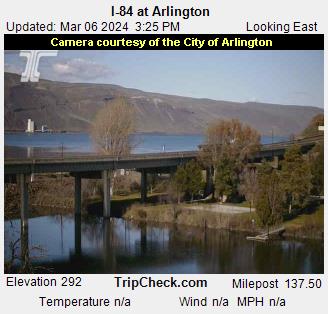 I-84 at Arlington
Updated: Mar 06 2024 3:25 PM Looking East
Camera courtesy of the City of Arlington
Elevation 292 TripCheck.com Milepost 137.50
Temperature n/a Wind n/a MPH n/a